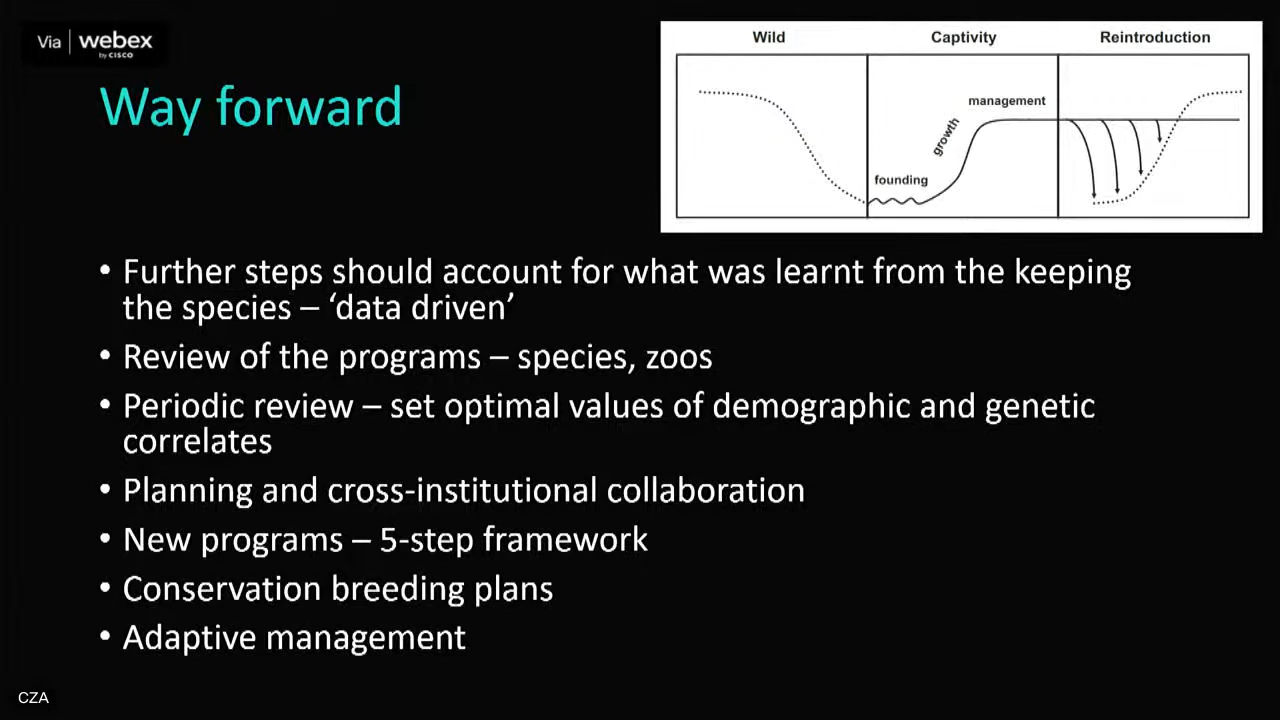 Via webex
by CISCO
Way forward
Wild Captivity Reintroduction
management
growth
founding
• Further steps should account for what was learnt from the keeping
the species – ‘data driven’
• Review of the programs – species, zoos
• Periodic review – set optimal values of demographic and genetic
correlates
• Planning and cross-institutional collaboration
• New programs – 5-step framework
• Conservation breeding plans
• Adaptive management
CZA